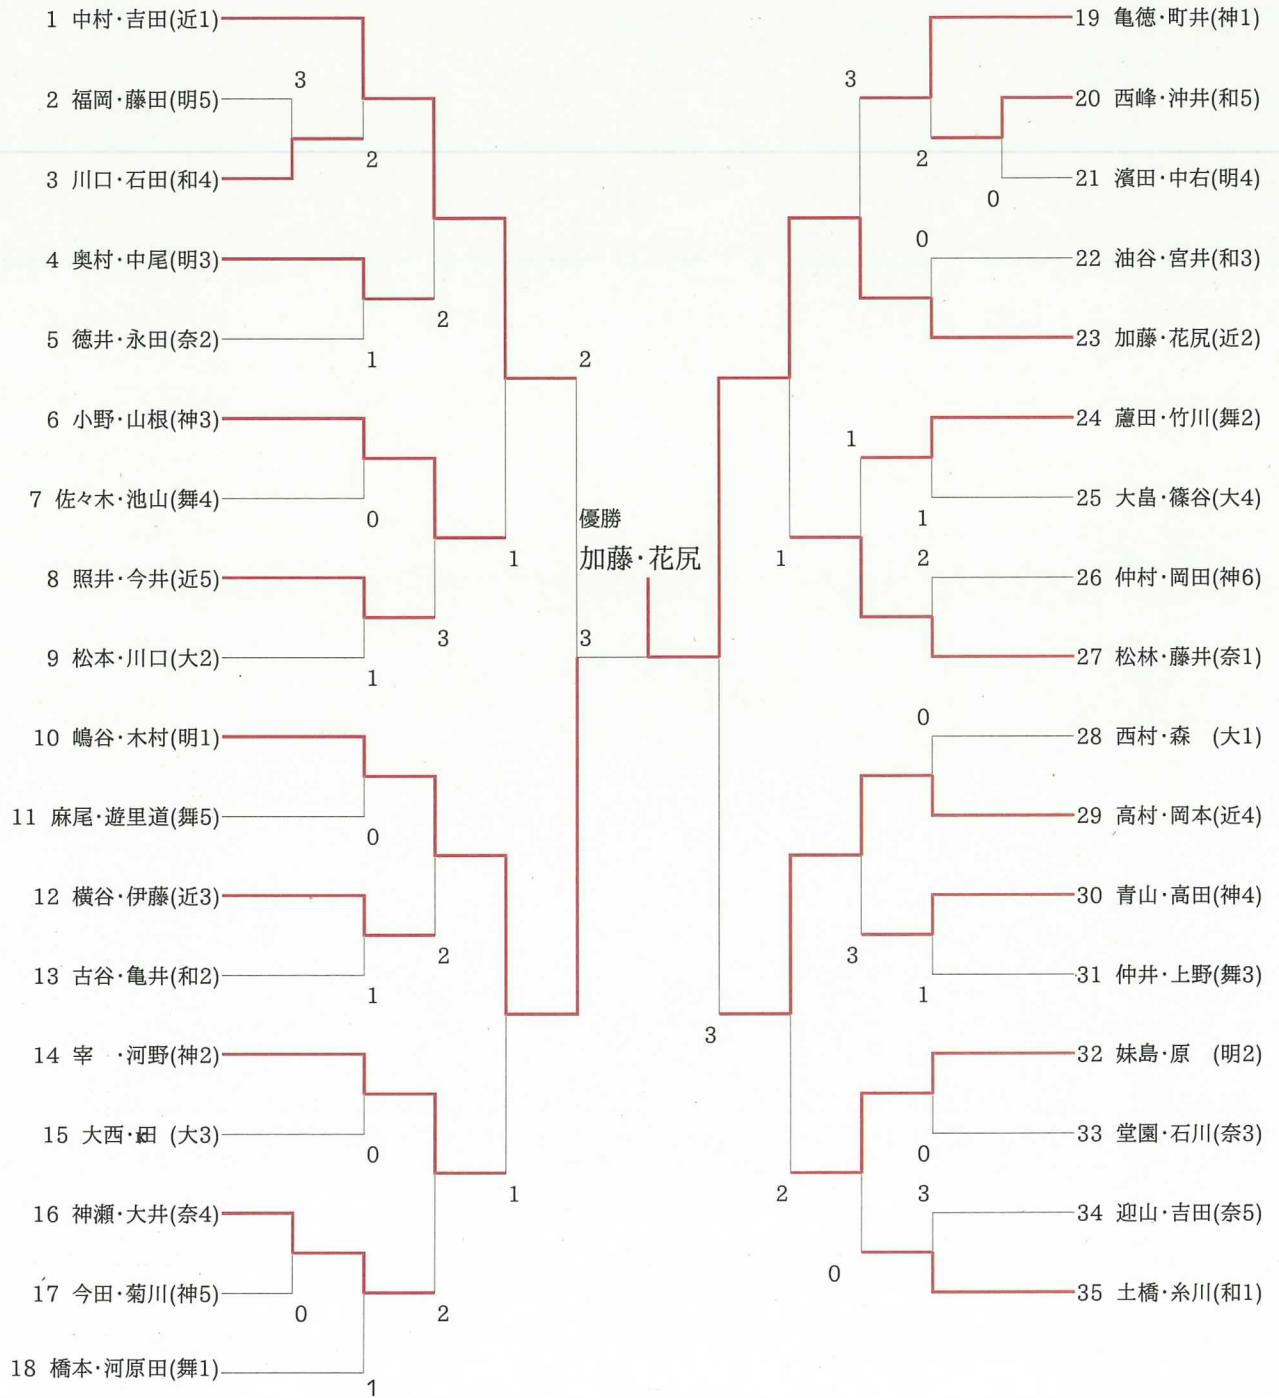 1 中村・吉田(近1)
3
2 福岡・藤田(明5)
2
3 川口・石田(和4)
4 奥村・中尾(明3)
2
5 徳井・永田(奈2)
1
2
6 小野・山根(神3)
7 佐々木・池山(舞4)
0
1
8 照井・今井(近5)
3
9 松本・川口(大2)
1
10 嶋谷・木村(明1)
11 麻尾・遊里道(舞5)
0
12 横谷・伊藤(近3)
2
13 古谷・亀井(和2)
1
14 宰　・河野(神2)
15 大西・田 (大3)
0
1
16 神瀬・大井(奈4)
17 今田・菊川(神5)
0
2
18 橋本・河原田(舞1)
1
優勝
加藤・花尻
3
19 亀徳・町井(神1)
3
20 西峰・沖井(和5)
2
21 濱田・中右(明4)
0
0
22 油谷・宮井(和3)
23 加藤・花尻(近2)
24 蘆田・竹川(舞2)
1
25 大畠・篠谷(大4)
1
1
2
26 仲村・岡田(神6)
27 松林・藤井(奈1)
0
28 西村・森　(大1)
29 高村・岡本(近4)
30 青山・高田(神4)
3
31 仲井・上野(舞3)
1
3
32 妹島・原　(明2)
33 堂園・石川(奈3)
0
2
3
34 迎山・吉田(奈5)
0
35 土橋・糸川(和1)